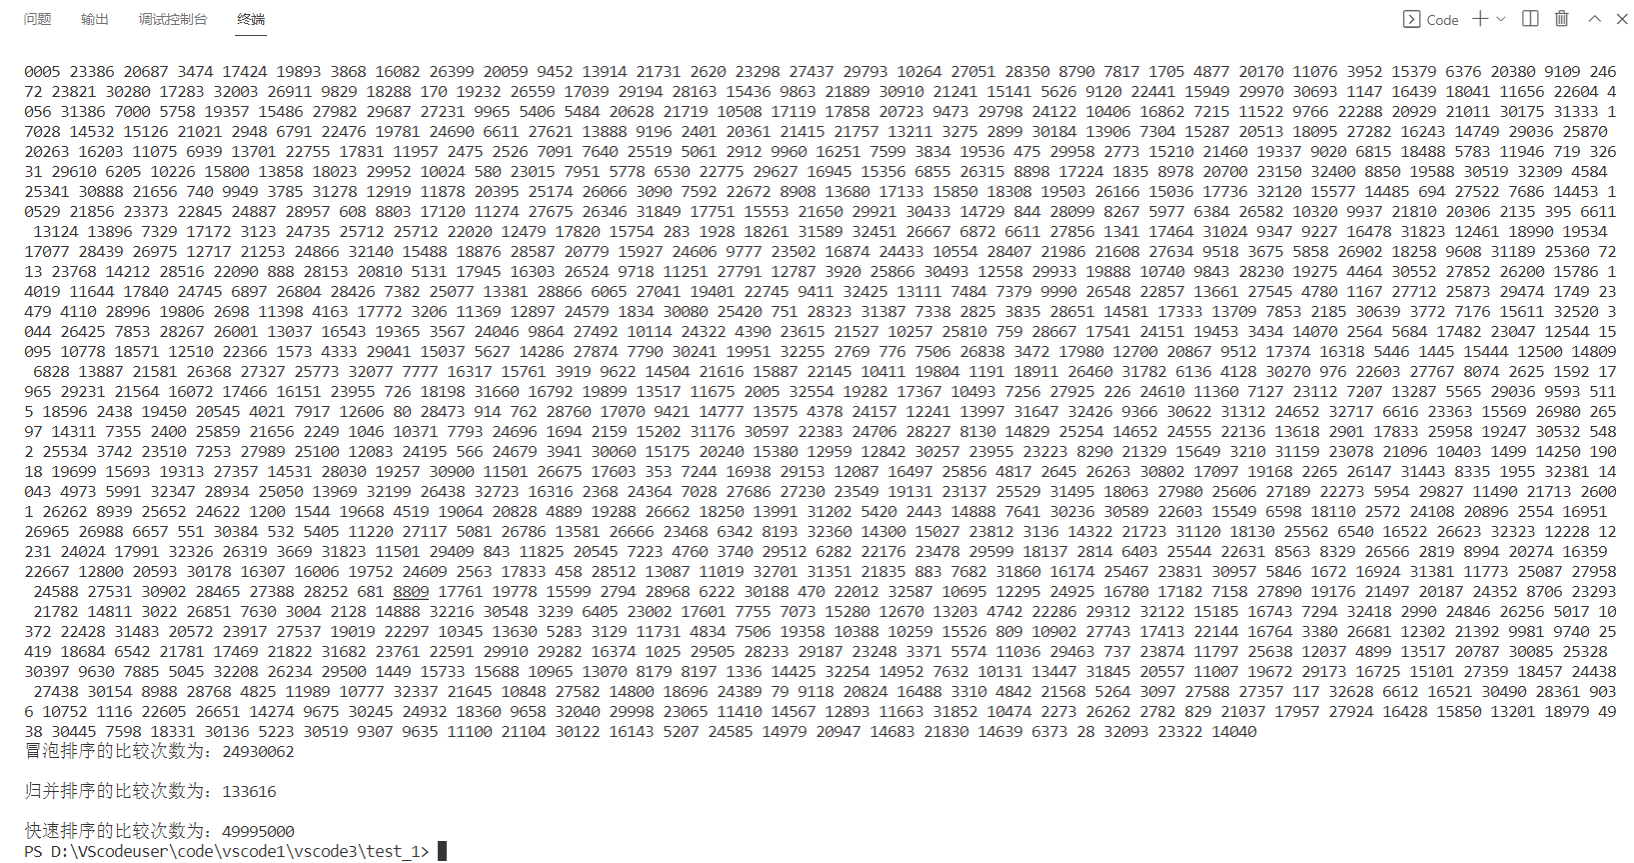 问题 输出 调试控制台 终端 Code
0005 23386 20687 3474 17424 19893 3868 16082 26399 20059 9452 13914 21731 2620 23298 27437 29793 10264 27051 28350 8790 7817 1705 4877 20170 11076 3952 15379 6376 20380 9109 246
72 23821 30280 17283 32003 26911 9829 18288 170 19232 26559 17039 29194 28163 15436 9863 21889 30910 21241 15141 5626 9120 22441 15949 29970 30693 1147 16439 18041 11656 22604 4
056 31386 7000 5758 19357 15486 27982 29687 27231 9965 5406 5484 20628 21719 10508 17119 17858 20723 9473 29798 24122 10406 16862 7215 11522 9766 22288 20929 21011 30175 31333 1
7028 14532 15126 21021 2948 6791 22476 19781 24690 6611 27621 13888 9196 2401 20361 21415 21757 13211 3275 2899 30184 13906 7304 15287 20513 18095 27282 16243 14749 29036 25870
20263 16203 11075 6939 13701 22755 17831 11957 2475 2526 7091 7640 25519 5061 2912 9960 16251 7599 3834 19536 475 29958 2773 15210 21460 19337 9020 6815 18488 5783 11946 719 326
31 29610 6205 10226 15800 13858 18023 29952 10024 580 23015 7951 5778 6530 22775 29627 16945 15356 6855 26315 8898 17224 1835 8978 20700 23150 32400 8850 19588 30519 32309 4584
25341 30888 21656 740 9949 3785 31278 12919 11878 20395 25174 26066 3090 7592 22672 8908 13680 17133 15850 18308 19503 26166 15036 17736 32120 15577 14485 694 27522 7686 14453 1
0529 21856 23373 22845 24887 28957 608 8803 17120 11274 27675 26346 31849 17751 15553 21650 29921 30433 14729 844 28099 8267 5977 6384 26582 10320 9937 21810 20306 2135 395 6611
13124 13896 7329 17172 3123 24735 25712 25712 22020 12479 17820 15754 283 1928 18261 31589 32451 26667 6872 6611 27856 1341 17464 31024 9347 9227 16478 31823 12461 18990 19534
17077 28439 26975 12717 21253 24866 32140 15488 18876 28587 20779 15927 24606 9777 23502 16874 24433 10554 28407 21986 21608 27634 9518 3675 5858 26902 18258 9608 31189 25360 72
13 23768 14212 28516 22090 888 28153 20810 5131 17945 16303 26524 9718 11251 27791 12787 3920 25866 30493 12558 29933 19888 10740 9843 28230 19275 4464 30552 27852 26200 15786 1
4019 11644 17840 24745 6897 26804 28426 7382 25077 13381 28866 6065 27041 19401 22745 9411 32425 13111 7484 7379 9990 26548 22857 13661 27545 4780 1167 27712 25873 29474 1749 23
479 4110 28996 19806 2698 11398 4163 17772 3206 11369 12897 24579 1834 30080 25420 751 28323 31387 7338 2825 3835 28651 14581 17333 13709 7853 2185 30639 3772 7176 15611 32520 3
044 26425 7853 28267 26001 13037 16543 19365 3567 24046 9864 27492 10114 24322 4390 23615 21527 10257 25810 759 28667 17541 24151 19453 3434 14070 2564 5684 17482 23047 12544 15
095 10778 18571 12510 22366 1573 4333 29041 15037 5627 14286 27874 7790 30241 19951 32255 2769 776 7506 26838 3472 17980 12700 20867 9512 17374 16318 5446 1445 15444 12500 14809
6828 13887 21581 26368 27327 25773 32077 7777 16317 15761 3919 9622 14504 21616 15887 22145 10411 19804 1191 18911 26460 31782 6136 4128 30270 976 22603 27767 8074 2625 1592 17
965 29231 21564 16072 17466 16151 23955 726 18198 31660 16792 19899 13517 11675 2005 32554 19282 17367 10493 7256 27925 226 24610 11360 7127 23112 7207 13287 5565 29036 9593 511
5 18596 2438 19450 20545 4021 7917 12606 80 28473 914 762 28760 17070 9421 14777 13575 4378 24157 12241 13997 31647 32426 9366 30622 31312 24652 32717 6616 23363 15569 26980 265
97 14311 7355 2400 25859 21656 2249 1046 10371 7793 24696 1694 2159 15202 31176 30597 22383 24706 28227 8130 14829 25254 14652 24555 22136 13618 2901 17833 25958 19247 30532 548
2 25534 3742 23510 7253 27989 25100 12083 24195 566 24679 3941 30060 15175 20240 15380 12959 12842 30257 23955 23223 8290 21329 15649 3210 31159 23078 21096 10403 1499 14250 190
18 19699 15693 19313 27357 14531 28030 19257 30900 11501 26675 17603 353 7244 16938 29153 12087 16497 25856 4817 2645 26263 30802 17097 19168 2265 26147 31443 8335 1955 32381 14
043 4973 5991 32347 28934 25050 13969 32199 26438 32723 16316 2368 24364 7028 27686 27230 23549 19131 23137 25529 31495 18063 27980 25606 27189 22273 5954 29827 11490 21713 2600
1 26262 8939 25652 24622 1200 1544 19668 4519 19064 20828 4889 19288 26662 18250 13991 31202 5420 2443 14888 7641 30236 30589 22603 15549 6598 18110 2572 24108 20896 2554 16951
26965 26988 6657 551 30384 532 5405 11220 27117 5081 26786 13581 26666 23468 6342 8193 32360 14300 15027 23812 3136 14322 21723 31120 18130 25562 6540 16522 26623 32323 12228 12
231 24024 17991 32326 26319 3669 31823 11501 29409 843 11825 20545 7223 4760 3740 29512 6282 22176 23478 29599 18137 2814 6403 25544 22631 8563 8329 26566 2819 8994 20274 16359
22667 12800 20593 30178 16307 16006 19752 24609 2563 17833 458 28512 13087 11019 32701 31351 21835 883 7682 31860 16174 25467 23831 30957 5846 1672 16924 31381 11773 25087 27958
24588 27531 30902 28465 27388 28252 681 8809 17761 19778 15599 2794 28968 6222 30188 470 22012 32587 10695 12295 24925 16780 17182 7158 27890 19176 21497 20187 24352 8706 23293
21782 14811 3022 26851 7630 3004 2128 14888 32216 30548 3239 6405 23002 17601 7755 7073 15280 12670 13203 4742 22286 29312 32122 15185 16743 7294 32418 2990 24846 26256 5017 10
372 22428 31483 20572 23917 27537 19019 22297 10345 13630 5283 3129 11731 4834 7506 19358 10388 10259 15526 809 10902 27743 17413 22144 16764 3380 26681 12302 21392 9981 9740 25
419 18684 6542 21781 17469 21822 31682 23761 22591 29910 29282 16374 1025 29505 28233 29187 23248 3371 5574 11036 29463 737 23874 11797 25638 12037 4899 13517 20787 30085 25328
30397 9630 7885 5045 32208 26234 29500 1449 15733 15688 10965 13070 8179 8197 1336 14425 32254 14952 7632 10131 13447 31845 20557 11007 19672 29173 16725 15101 27359 18457 24438
27438 30154 8988 28768 4825 11989 10777 32337 21645 10848 27582 14800 18696 24389 79 9118 20824 16488 3310 4842 21568 5264 3097 27588 27357 117 32628 6612 16521 30490 28361 903
6 10752 1116 22605 26651 14274 9675 30245 24932 18360 9658 32040 29998 23065 11410 14567 12893 11663 31852 10474 2273 26262 2782 829 21037 17957 27924 16428 15850 13201 18979 49
38 30445 7598 18331 30136 5223 30519 9307 9635 11100 21104 30122 16143 5207 24585 14979 20947 14683 21830 14639 6373 28 32093 23322 14040
冒泡排序的比较次数为：24930062
归并排序的比较次数为：133616
快速排序的比较次数为：49995000
PS D:\VScodeuser\code\vscode1\vscode3\test_1>